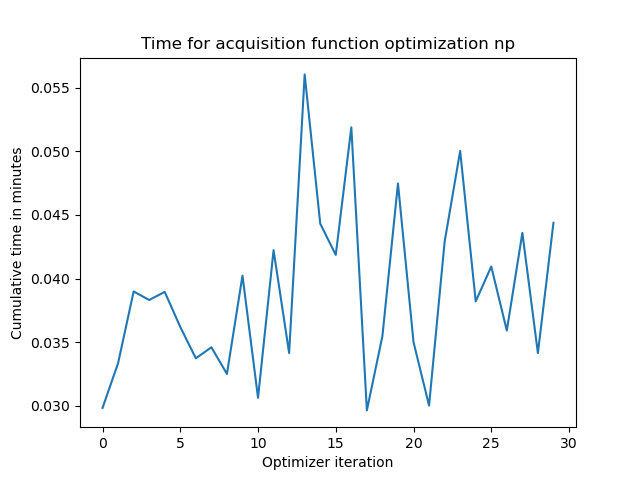 Time for acquisition function optimization np
Cumulative time in minutes
0.055
0.050
0.045
0.040
0.035
0.030
0 5 10 15 20 25 30
Optimizer iteration